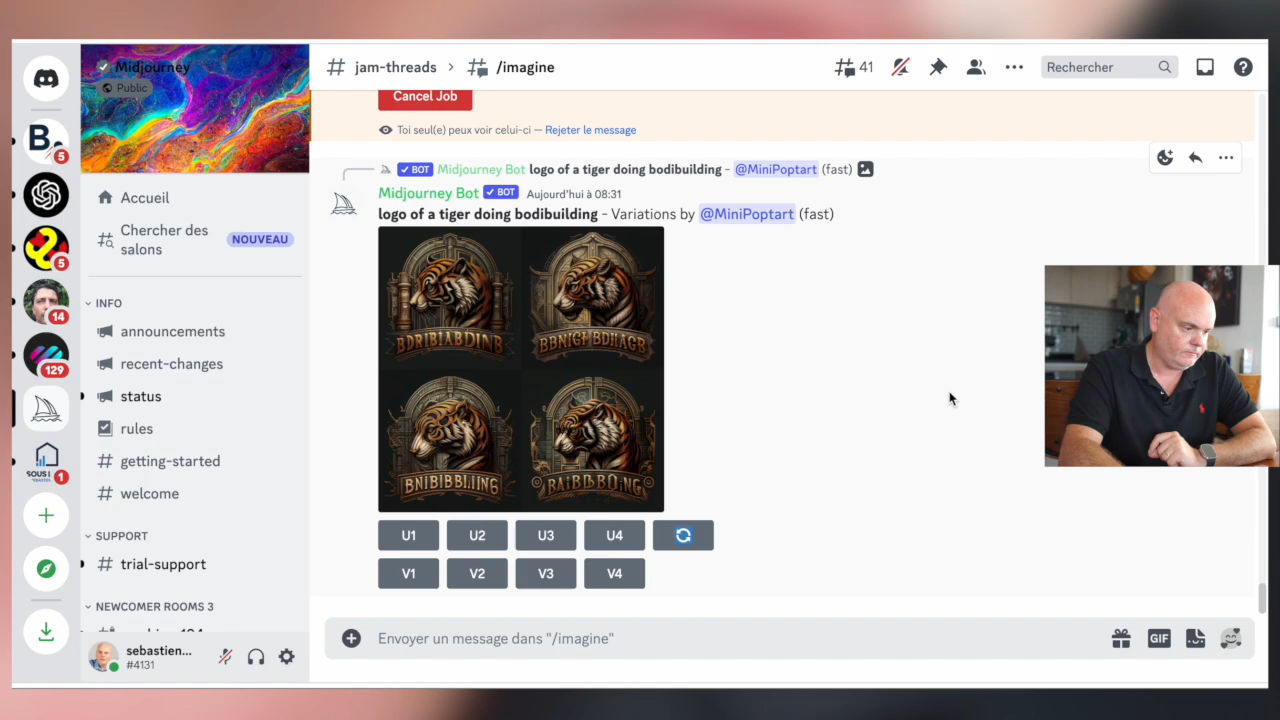 Midjourney
Public
B.
5
5
14
129
SOUS 1
1
Accueil
Chercher des
salons
NOUVEAU
INFO
announcements
recent-changes
status
rules
# getting-started
# welcome
SUPPORT
# trial-support
NEWCOMER ROOMS 3
sebastien...
#4131
# jam-threads > /imagine
41
Rechercher
Cancel Job
Toi seul(e) peux voir celui-ci — Rejeter le message
✓ BOT Midjourney Bot logo of a tiger doing bodibuilding - @MiniPoptart (fast)
Midjourney Bot ✓ BOT Aujourd'hui à 08:31
logo of a tiger doing bodibuilding - Variations by @MiniPoptart (fast)
U1 U2 U3 U4
V1 V2 V3 V4
Envoyer un message dans "/imagine"
GIF